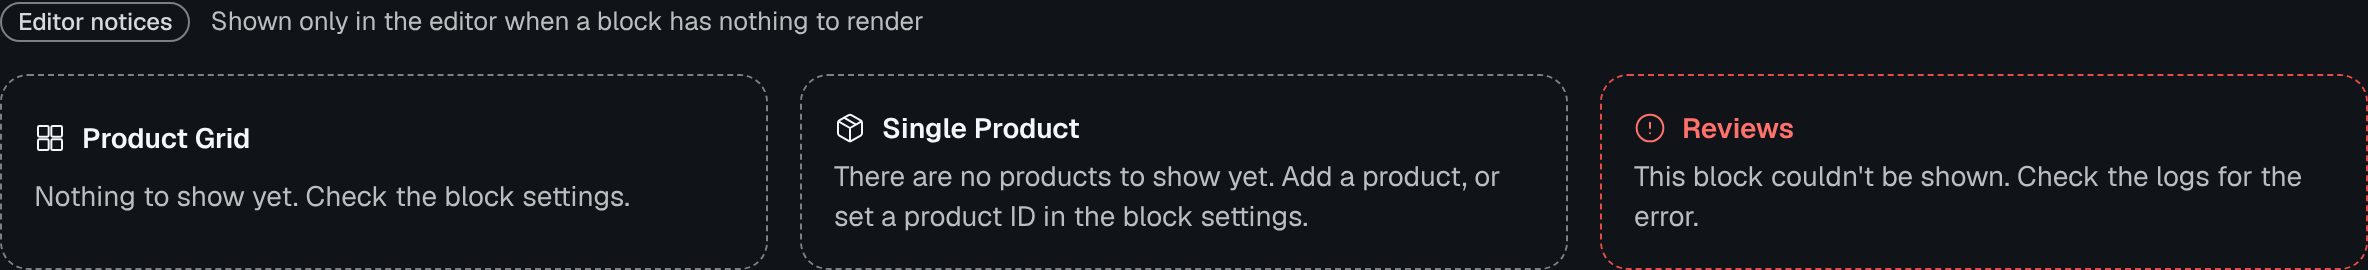 Editor notices Shown only in the editor when a block has nothing to render
Product Grid
Nothing to show yet. Check the block settings.
Single Product
There are no products to show yet. Add a product, or
set a product ID in the block settings.
Reviews
This block couldn't be shown. Check the logs for the
error.